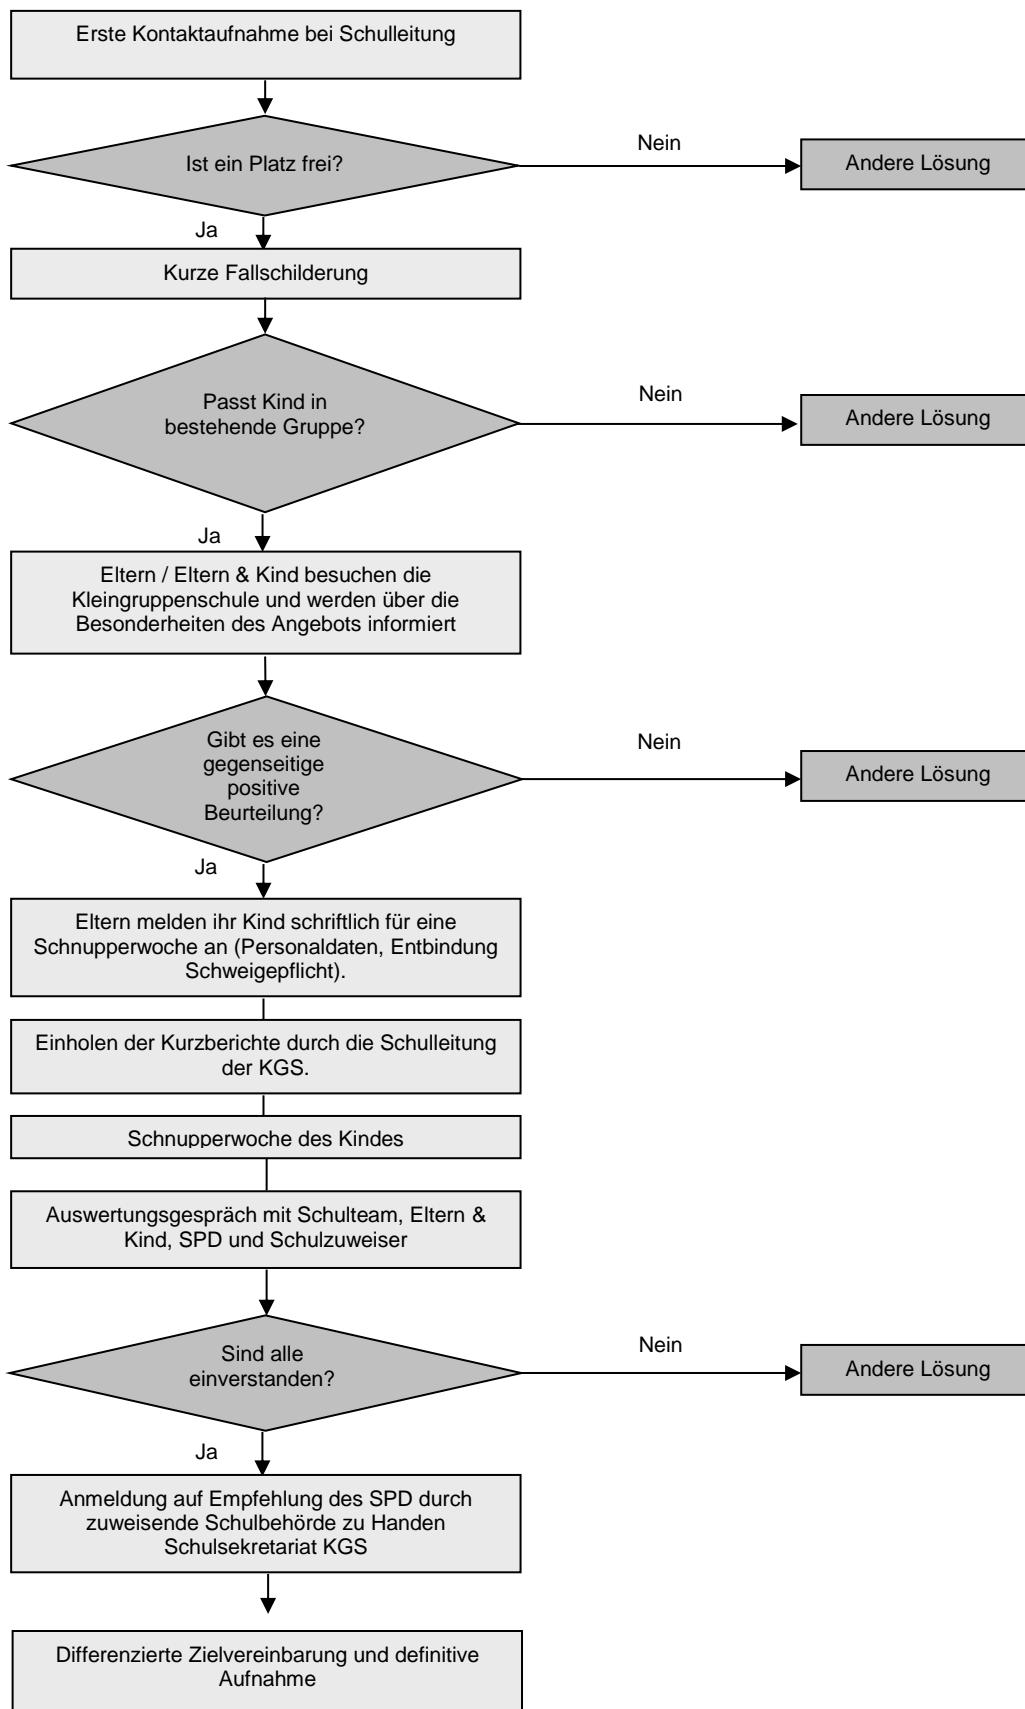 Erste Kontaktaufnahme bei Schulleitung
Ist ein Platz frei?
Nein
Andere Lösung
Ja
Kurze Fallschilderung
Passt Kind in
bestehende Gruppe?
Nein
Andere Lösung
Ja
Eltern / Eltern & Kind besuchen die
Kleingruppenschule und werden über die
Besonderheiten des Angebots informiert
Gibt es eine
gegenseitige
positive
Beurteilung?
Nein
Andere Lösung
Ja
Eltern melden ihr Kind schriftlich für eine
Schnupperwoche an (Personaldaten, Entbindung
Schweigepflicht).
Einholen der Kurzberichte durch die Schulleitung
der KGS.
Schnupperwoche des Kindes
Auswertungsgespräch mit Schulteam, Eltern &
Kind, SPD und Schulzuweiser
Sind alle
einverstanden?
Nein
Andere Lösung
Ja
Anmeldung auf Empfehlung des SPD durch
zuweisende Schulbehörde zu Handen
Schulsekretariat KGS
Differenzierte Zielvereinbarung und definitive
Aufnahme